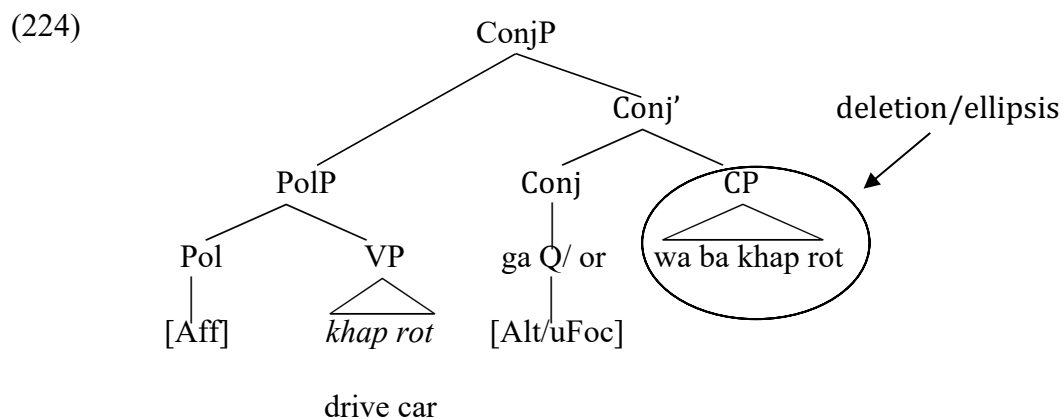 (224)
ConjP
Conj’
deletion/ellipsis
PolP
Conj
CP
Pol
VP
ga Q/ or
wa ba khap rot
[Aff]
khap rot
[Alt/uFoc]
drive car